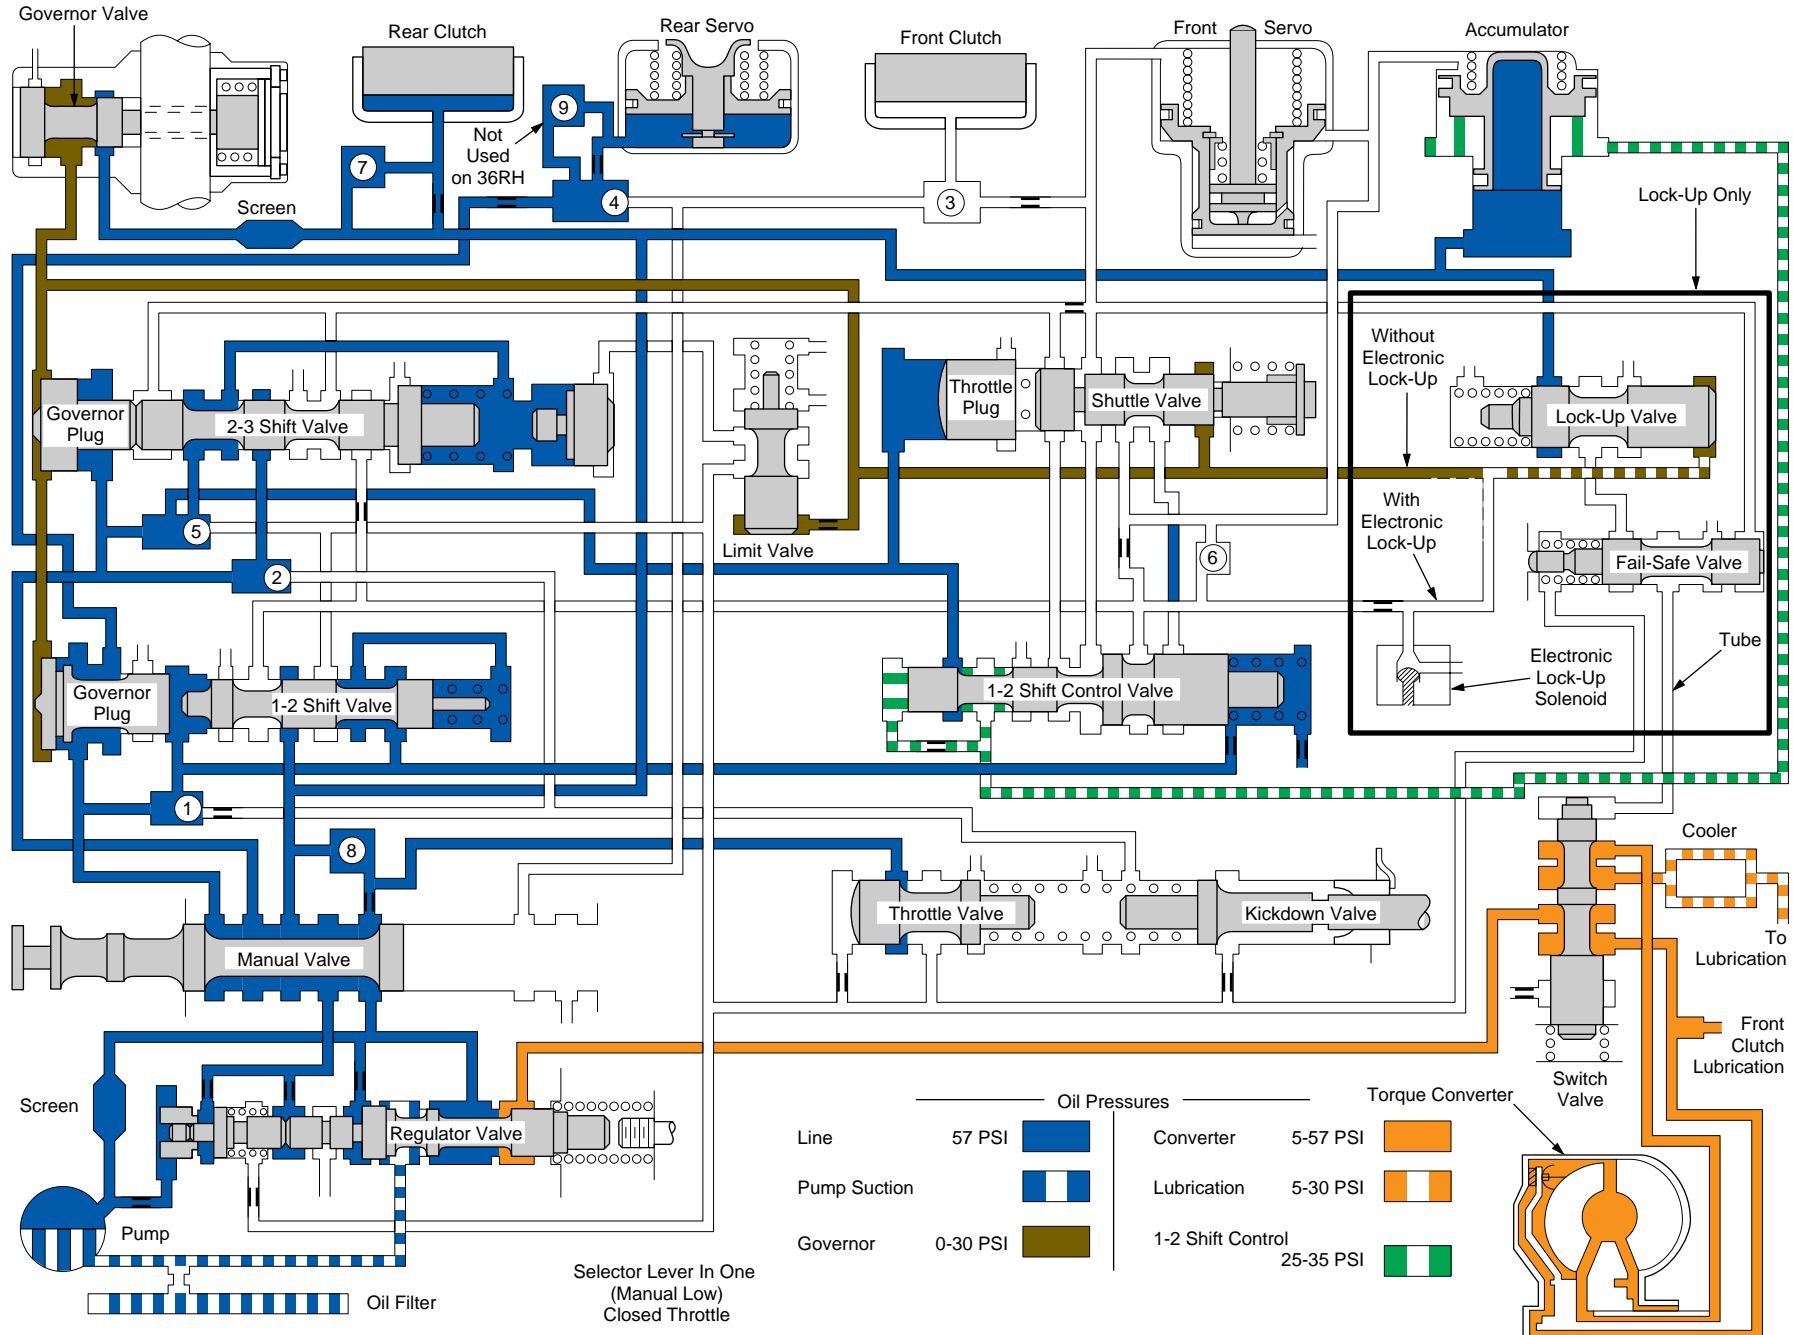 Governor Valve
Rear Clutch
Rear Servo
Front Clutch
Front Servo
Accumulator
9
Not
Used
on 36RH
7
4
3
Screen
Lock-Up Only
Without
Electronic
Lock-Up
Governor
Plug
2-3 Shift Valve
Throttle
Plug
Shuttle Valve
Lock-Up Valve
With
Electronic
Lock-Up
5
Limit Valve
6
Fail-Safe Valve
2
Tube
Governor
Plug
1-2 Shift Valve
1-2 Shift Control Valve
Electronic
Lock-Up
Solenoid
1
8
Cooler
Throttle Valve
Kickdown Valve
Manual Valve
To
Lubrication
Front
Clutch
Lubrication
Switch
Valve
Screen
Regulator Valve
Oil Pressures
Torque Converter
Line 57 PSI
Converter 5-57 PSI
Pump Suction
Lubrication 5-30 PSI
Pump
Governor 0-30 PSI
1-2 Shift Control
25-35 PSI
Oil Filter
Selector Lever In One
(Manual Low)
Closed Throttle